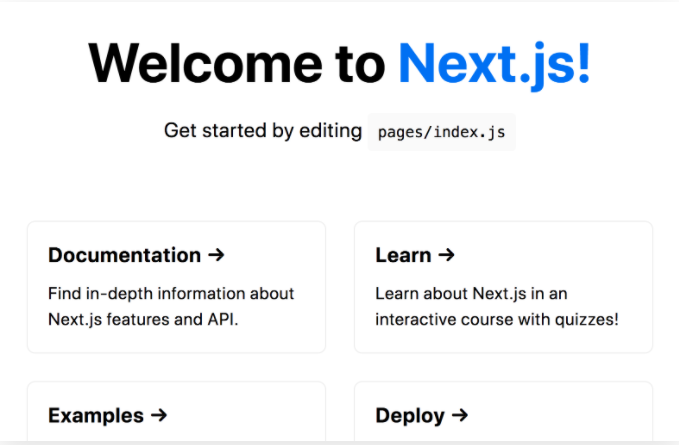 Welcome to Next.js!
Get started by editing pages/index.js
Documentation →
Find in-depth information about
Next.js features and API.
Learn →
Learn about Next.js in an
interactive course with quizzes!
Examples →
Deploy →